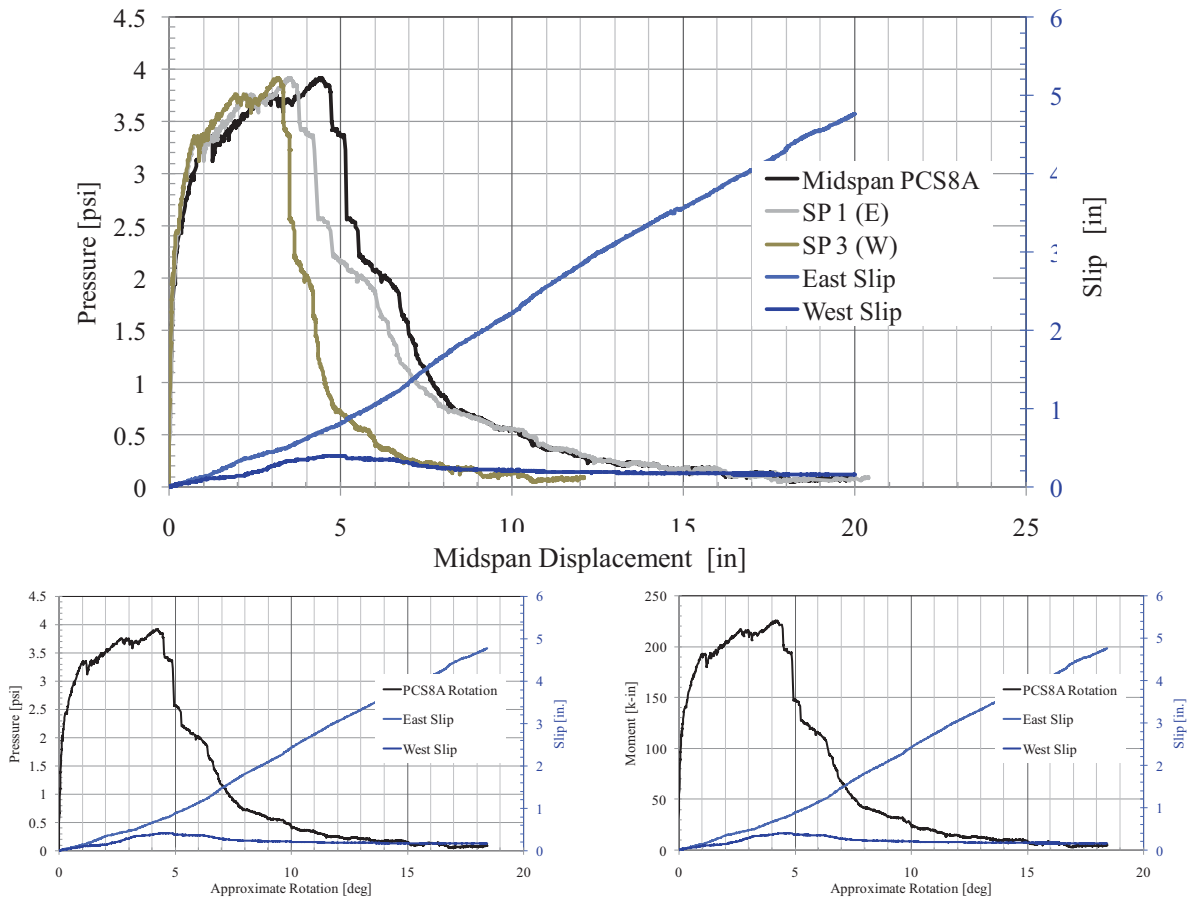 4.5
4
3.5
3
2.5
2
1.5
1
0.5
0
Pressure [psi]
6
5
4
2
1
0
Slip [in]
Midspan PCS8A
SP 1 (E)
SP 3 (W)
East Slip
West Slip
0 5 10 15 20 25
Midspan Displacement [in]
4.5
4
3.5
3
2.5
2
1.5
1
0.5
0
Pressure [psi]
6
5
4
3
2
1
0
Slip [in.]
PCS8A Rotation
East Slip
West Slip
0 5 10 15 20
Approximate Rotation [deg]
250
200
150
100
50
0
Moment [k-in]
6
5
4
3
2
1
0
Slip [in.]
PCS8A Rotation
East Slip
West Slip
0 5 10 15 20
Approximate Rotation [deg]